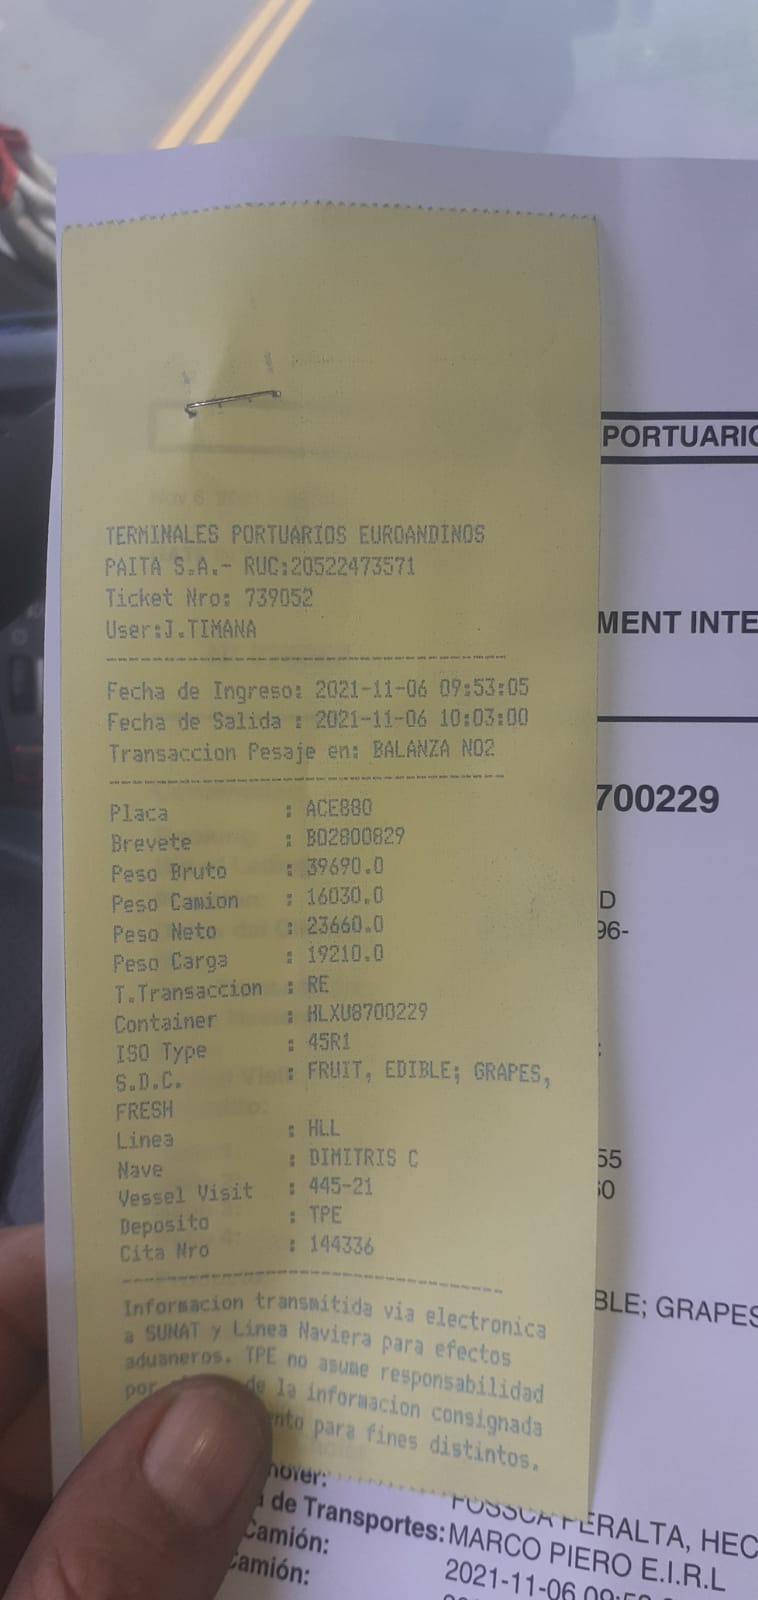 TERMINALES PORTUARIOS EUROANDINOS
PAITA S.A.- RUC:20522473571
Ticket Nro: 739052
User:J.TIMANA
Fecha de Ingreso: 2021-11-06 09:53:05
Fecha de Salida : 2021-11-06 10:03:00
Transaccion Pesaje en: BALANZA NO2
Placa : ACE880
Brevete : B02800829
Peso Bruto : 39690.0
Peso Camion : 16030.0
Peso Neto : 23660.0
Peso Carga : 19210.0
T.Transaccion : RE
Container : HLXU8700229
ISO Type : 45R1
S.D.C. : FRUIT, EDIBLE; GRAPES,
FRESH
Linea : HLL
Nave : DIMITRIS C
Vessel Visit : 445-21
Deposito : TPE
Cita Nro : 144336
Informacion transmitida via electronica
a SUNAT y Linea Naviera para efectos
aduaneros. TPE no asume responsabilidad
por de la informacion consignada
para fines distintos.
PORTUARIO
MENT INTE
700229
D
96-
55
BLE; GRAPES
PERALTA, HEC
de Transportes: MARCO PIERO E.I.R.L
Camión: 2021-11-06
Camión: